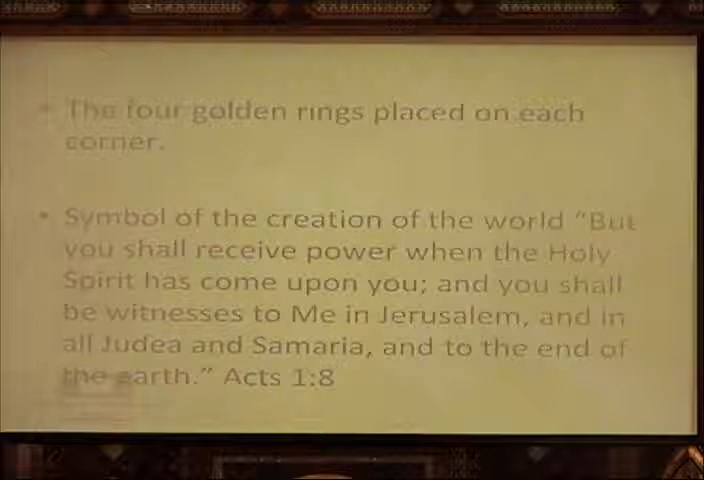 • The four golden rings placed on each
corner.
• Symbol of the creation of the world “But
you shall receive power when the Holy
Spirit has come upon you; and you shall
be witnesses to Me in Jerusalem, and in
all Judea and Samaria, and to the end of
the earth.” Acts 1:8